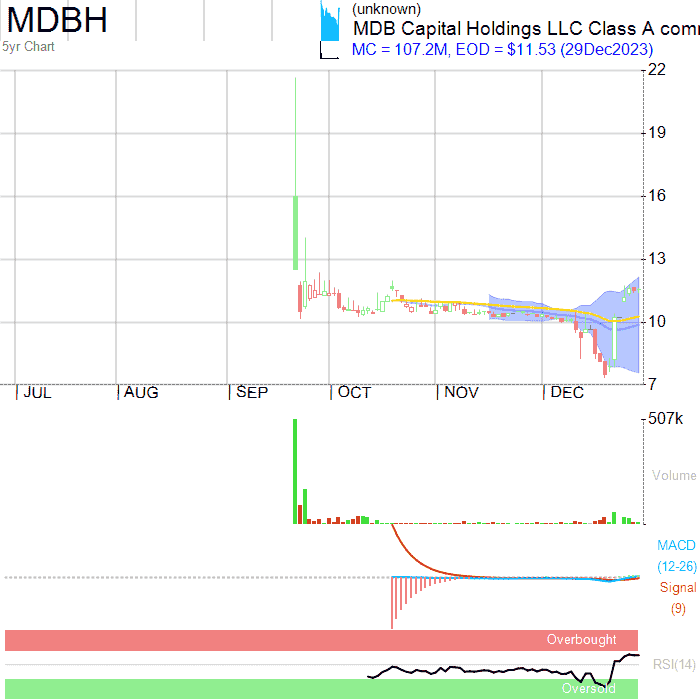 MDBH
(unknown)
MDB Capital Holdings LLC Class A com
5yr Chart
MC = 107.2M, EOD = $11.53 (29Dec2023)
22
19
16
13
10
7
JUL AUG SEP OCT NOV DEC
507k
Volume
MACD
(12-26)
Signal
(9)
Overbought
RSI(14)
Oversold